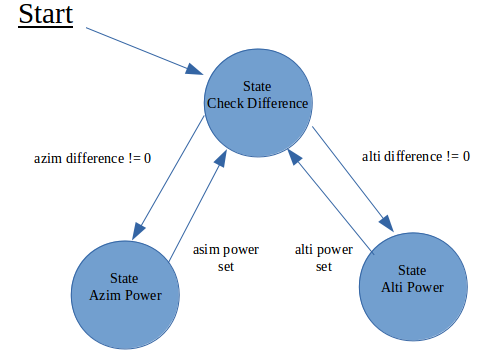 Start
State
Check Difference
azim difference != 0
alti difference != 0
asim power
set
alti power
set
State
Azim Power
State
Alti Power